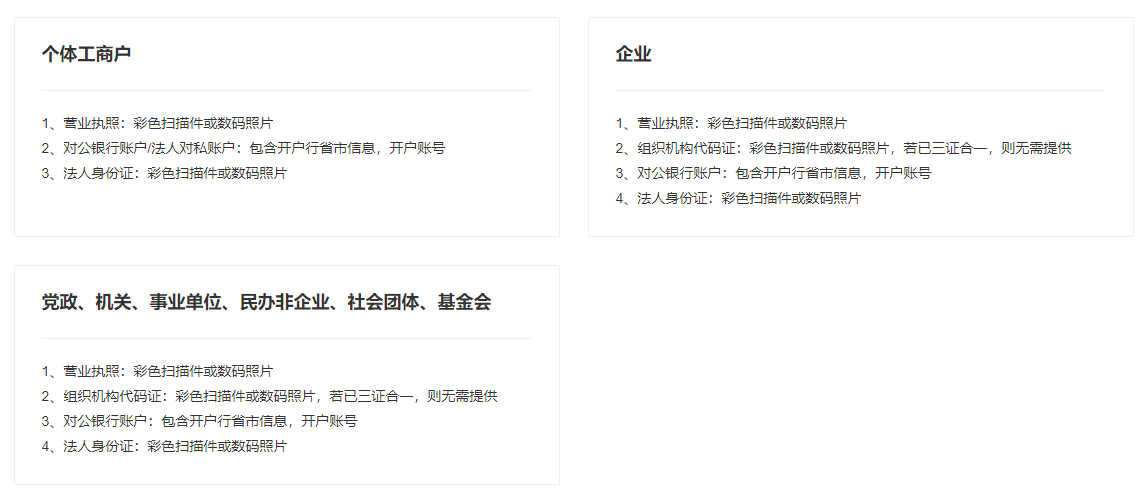 个体工商户
1、营业执照：彩色扫描件或数码照片
2、对公银行账户/法人对私账户：包含开户行省市信息，开户账号
3、法人身份证：彩色扫描件或数码照片
企业
1、营业执照：彩色扫描件或数码照片
2、组织机构代码证：彩色扫描件或数码照片，若已三证合一，则无需提供
3、对公银行账户：包含开户行省市信息，开户账号
4、法人身份证：彩色扫描件或数码照片
党政、机关、事业单位、民办非企业、社会团体、基金会
1、营业执照：彩色扫描件或数码照片
2、组织机构代码证：彩色扫描件或数码照片，若已三证合一，则无需提供
3、对公银行账户：包含开户行省市信息，开户账号
4、法人身份证：彩色扫描件或数码照片